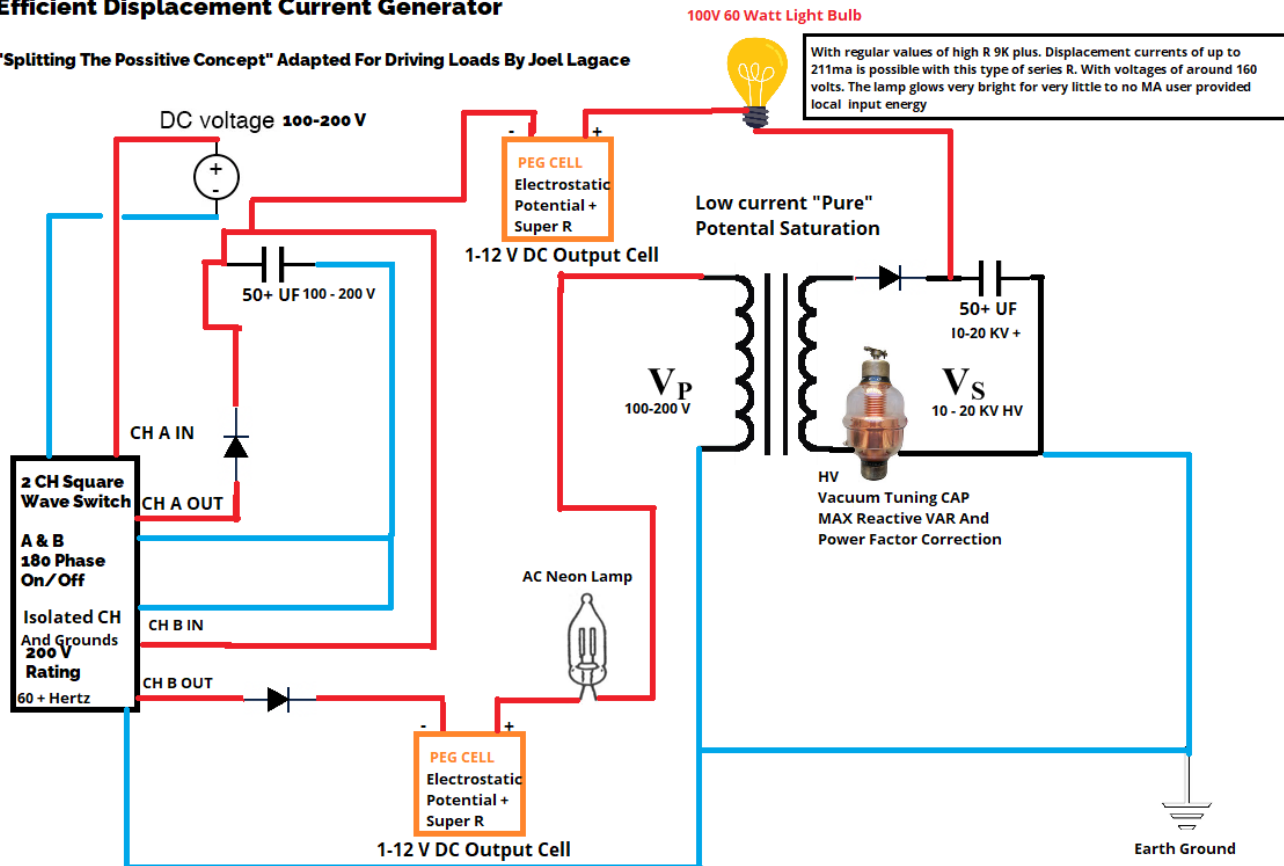 Efficient Displacement Current Generator
100V 60 Watt Light Bulb
"Splitting The Possitive Concept" Adapted For Driving Loads By Joel Lagace
With regular values of high R 9K plus. Displacement currents of up to
211ma is possible with this type of series R. With voltages of around 160
volts. The lamp glows very bright for very little to no MA user provided
local input energy
DC voltage 100-200 V
+
-
- +
PEG CELL
Electrostatic
Potential +
Super R
1-12 V DC Output Cell
Low current "Pure"
Potental Saturation
50+ UF 100 - 200 V
50+ UF
10-20 KV +
VP
100-200 V
VS
10 - 20 KV HV
CH A IN
2 CH Square
Wave Switch
CH A OUT
A & B
180 Phase
On/Off
Isolated CH
And Grounds
200 V
Rating
60 + Hertz
CH B IN
CH B OUT
HV
Vacuum Tuning CAP
MAX Reactive VAR And
Power Factor Correction
AC Neon Lamp
- +
PEG CELL
Electrostatic
Potential +
Super R
1-12 V DC Output Cell
Earth Ground